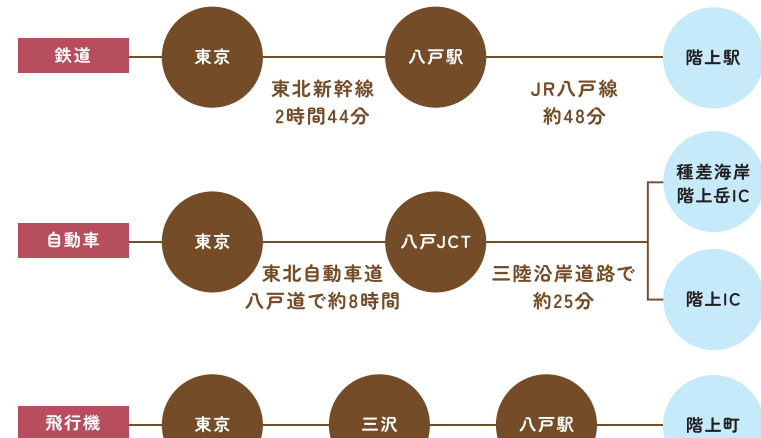 鉄道
東京
八戸駅
階上駅
東北新幹線
2時間44分
JR八戸線
約48分
自動車
東京
八戸JCT
種差海岸
階上岳IC
階上IC
東北自動車道
八戸道で約8時間
三陸沿岸道路で
約25分
飛行機
東京
三沢
八戸駅
階上町